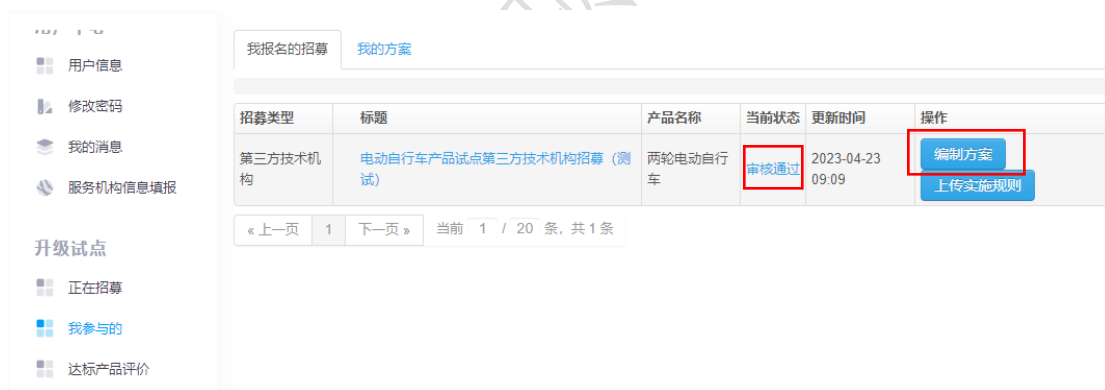 我报名的招募 我的方案
用户信息
修改密码
我的消息
服务机构信息填报
升级试点
正在招募
我参与的
达标产品评价
招募类型 标题 产品名称 当前状态 更新时间 操作
第三方技术机 电动自行车产品试点第三方技术机构招募（测 两轮电动自行 审核通过 2023-04-23 编制方案
构 试） 车 09:09 上传实施规则
« 上一页 1 下一页 » 当前 1 / 20 条, 共 1 条